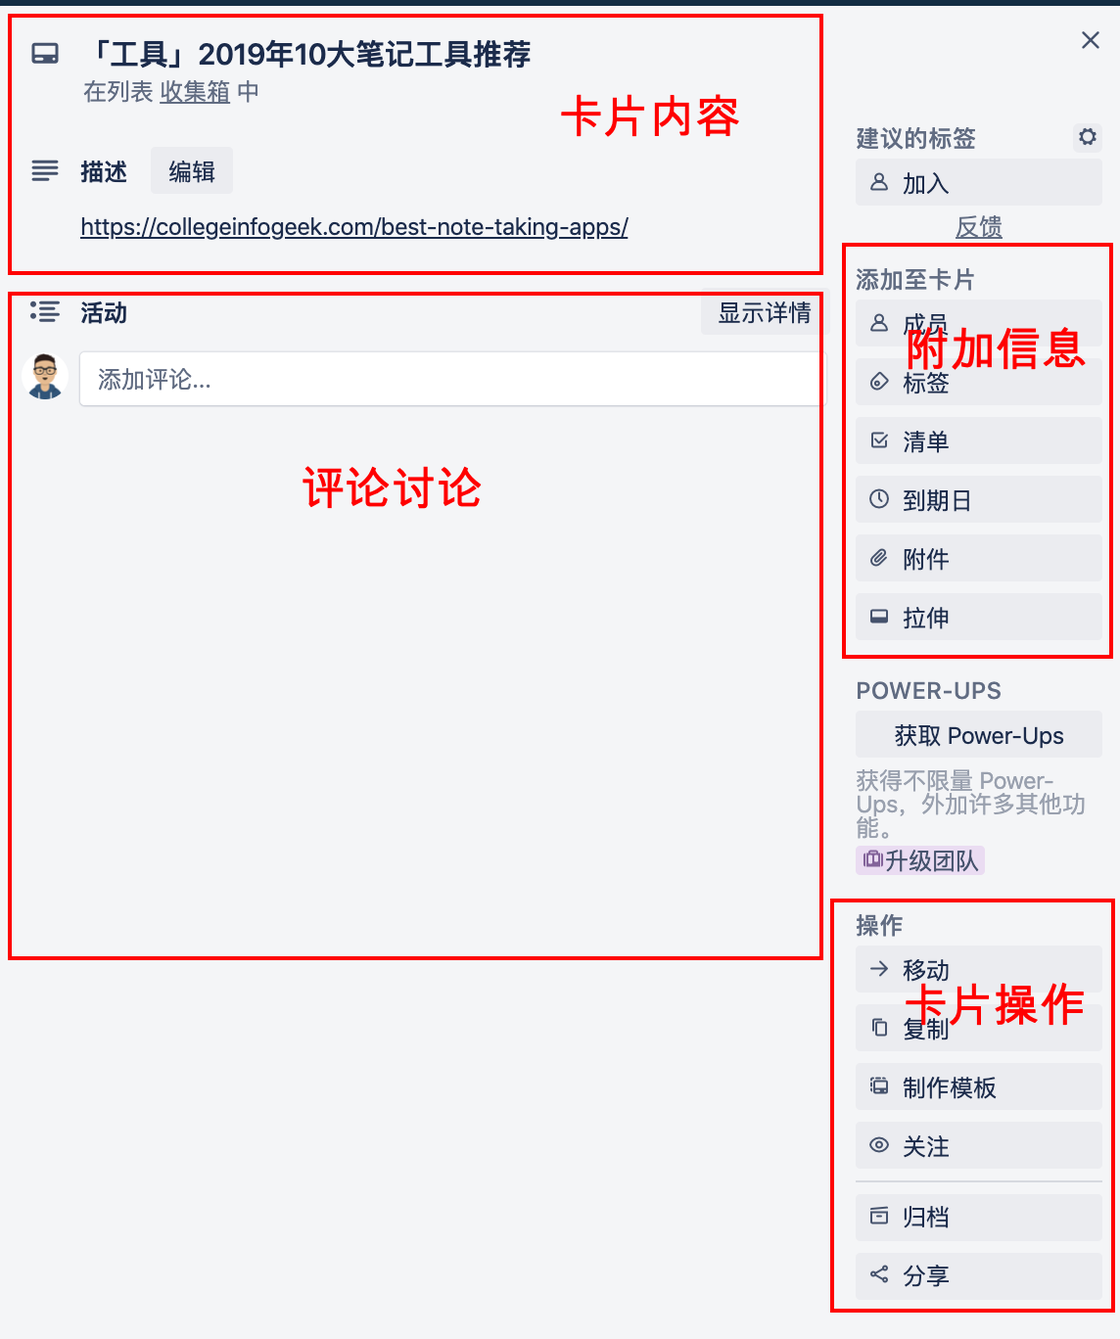 「工具」2019年10大笔记工具推荐
在列表 收集箱 中
卡片内容
描述 编辑
https://collegeinfogeek.com/best-note-taking-apps/
活动 显示详情
添加评论...
评论讨论
建议的标签
加入
反馈
添加至卡片
成员
附加信息
标签
清单
到期日
附件
拉伸
POWER-UPS
获取 Power-Ups
获得不限量 Power-
Ups，外加许多其他功
能。
升级团队
操作
移动
卡片操作
复制
制作模板
关注
归档
分享